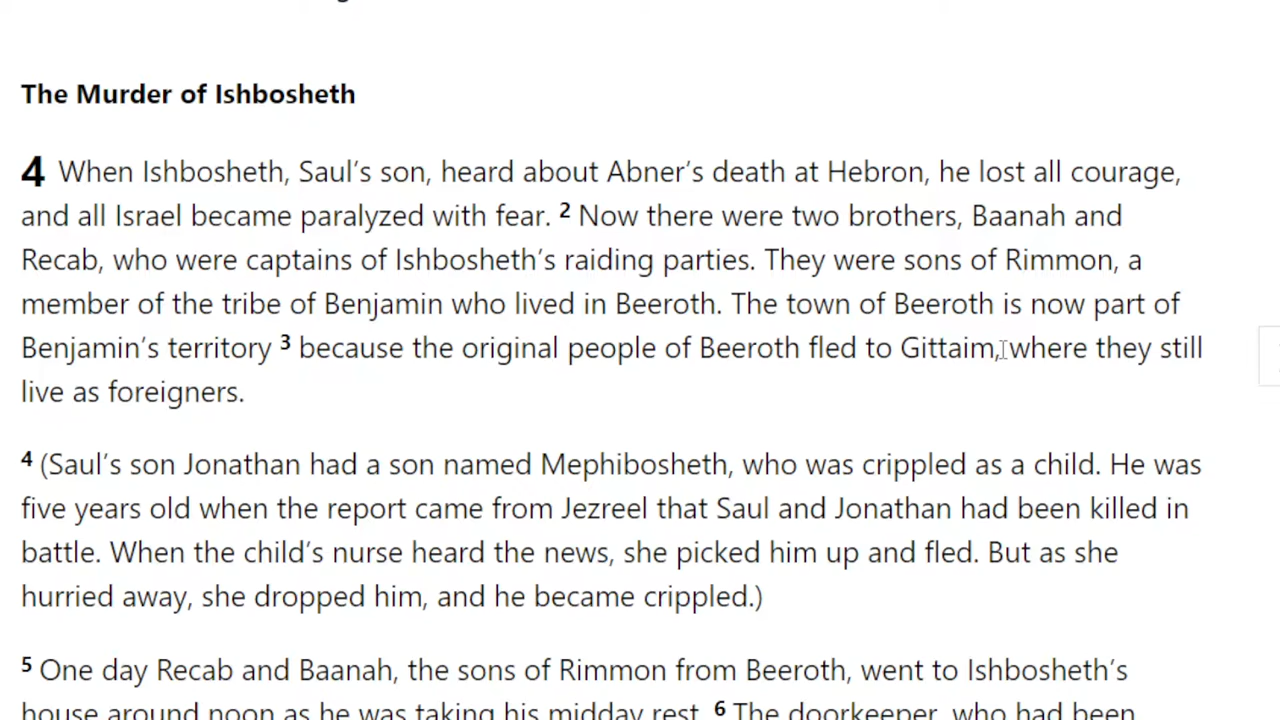 The Murder of Ishbosheth
4 When Ishbosheth, Saul’s son, heard about Abner’s death at Hebron, he lost all courage,
and all Israel became paralyzed with fear. 2 Now there were two brothers, Baanah and
Recab, who were captains of Ishbosheth’s raiding parties. They were sons of Rimmon, a
member of the tribe of Benjamin who lived in Beeroth. The town of Beeroth is now part of
Benjamin’s territory 3 because the original people of Beeroth fled to Gittaim, where they still
live as foreigners.
4 (Saul’s son Jonathan had a son named Mephibosheth, who was crippled as a child. He was
five years old when the report came from Jezreel that Saul and Jonathan had been killed in
battle. When the child’s nurse heard the news, she picked him up and fled. But as she
hurried away, she dropped him, and he became crippled.)
5 One day Recab and Baanah, the sons of Rimmon from Beeroth, went to Ishbosheth’s
house around noon as he was taking his midday rest. 6 The doorkeeper, who had been